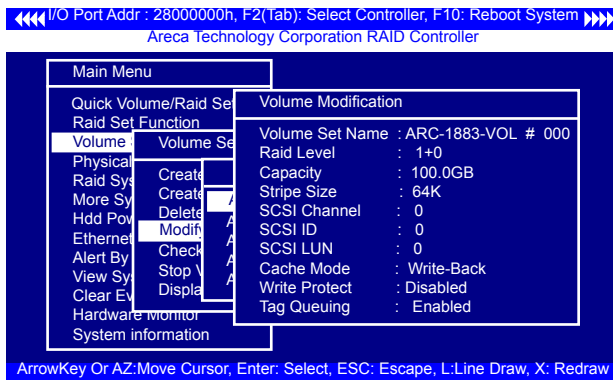 I/O Port Addr : 28000000h, F2(Tab): Select Controller, F10: Reboot System
Areca Technology Corporation RAID Controller
Main Menu
Quick Volume/Raid Set
Raid Set Function
Volume
Physical
Raid Sys
More Sy
Hdd Pow
Ethernet
Alert By
View Sy
Clear Ev
Hardware Monitor
System information
Volume Se
Create
Create
Delete
Modify
Check
Stop V
Displa
Volume Modification
Volume Set Name : ARC-1883-VOL # 000
Raid Level : 1+0
Capacity : 100.0GB
Stripe Size : 64K
SCSI Channel : 0
SCSI ID : 0
SCSI LUN : 0
Cache Mode : Write-Back
Write Protect : Disabled
Tag Queuing : Enabled
ArrowKey Or AZ:Move Cursor, Enter: Select, ESC: Escape, L:Line Draw, X: Redraw